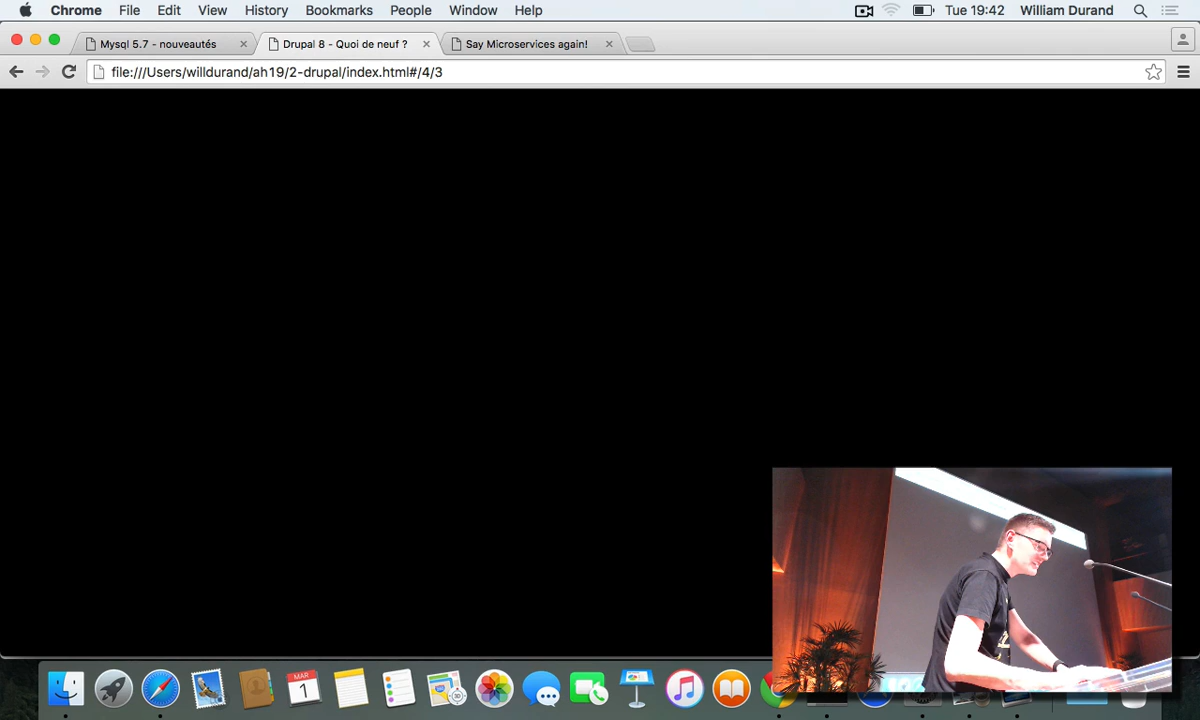 Chrome File Edit View History Bookmarks People Window Help Tue 19:42 William Durand
Mysql 5.7 - nouveautés Drupal 8 - Quoi de neuf ? Say Microservices again!
file:///Users/willdurand/ah19/2-drupal/index.html#/4/3
MAR
1